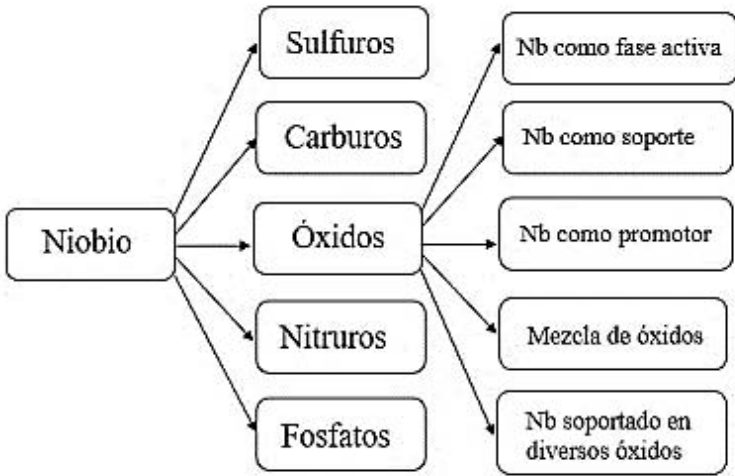 Niobio
Sulfuros
Carburos
Óxidos
Nitruros
Fosfatos
Nb como fase activa
Nb como soporte
Nb como promotor
Mezcla de óxidos
Nb soportado en
diversos óxidos